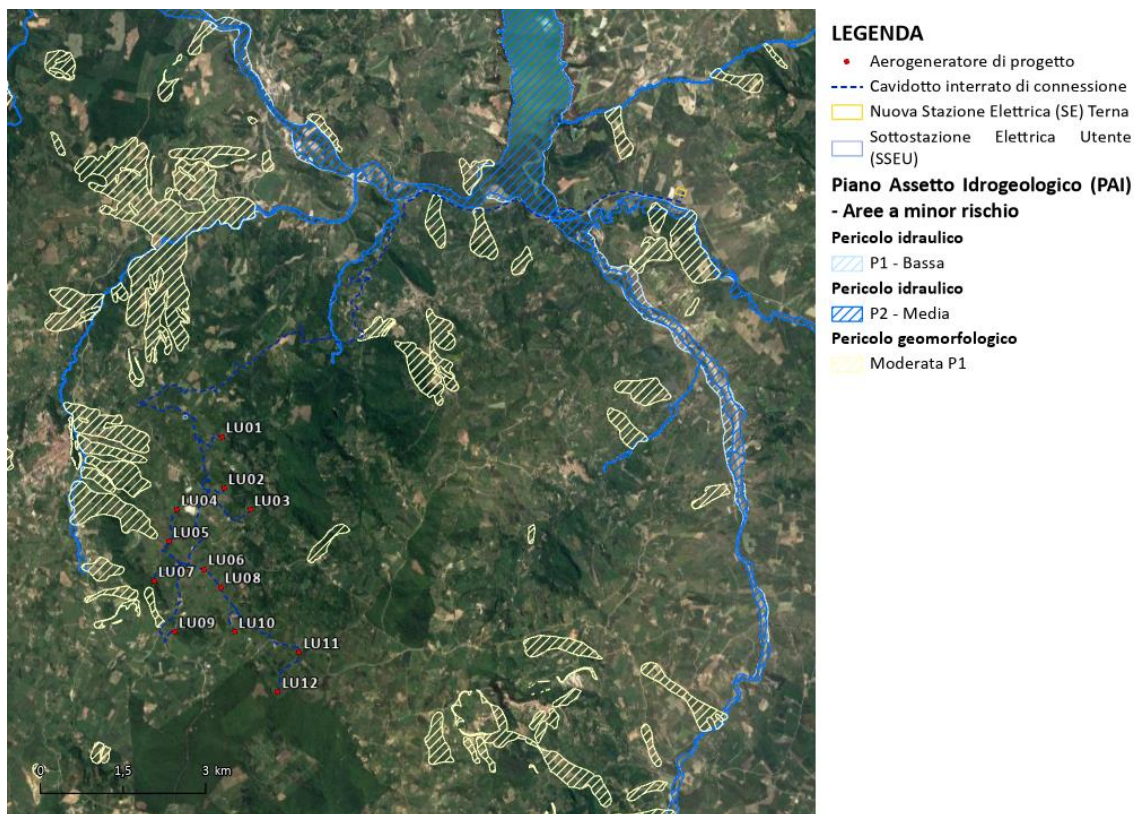 LEGENDA
Aerogeneratore di progetto
Cavidotto interrato di connessione
Nuova Stazione Elettrica (SE) Terna
Sottostazione Elettrica Utente
(SSEU)
Piano Assetto Idrogeologico (PAI)
- Aree a minor rischio
Pericolo idraulico
P1 - Bassa
Pericolo idraulico
P2 - Media
Pericolo geomorfologico
Moderata P1
LU01
LU02
LU04
LU03
LU05
LU06
LU07
LU08
LU09
LU10
LU11
LU12
0 1,5 3 km